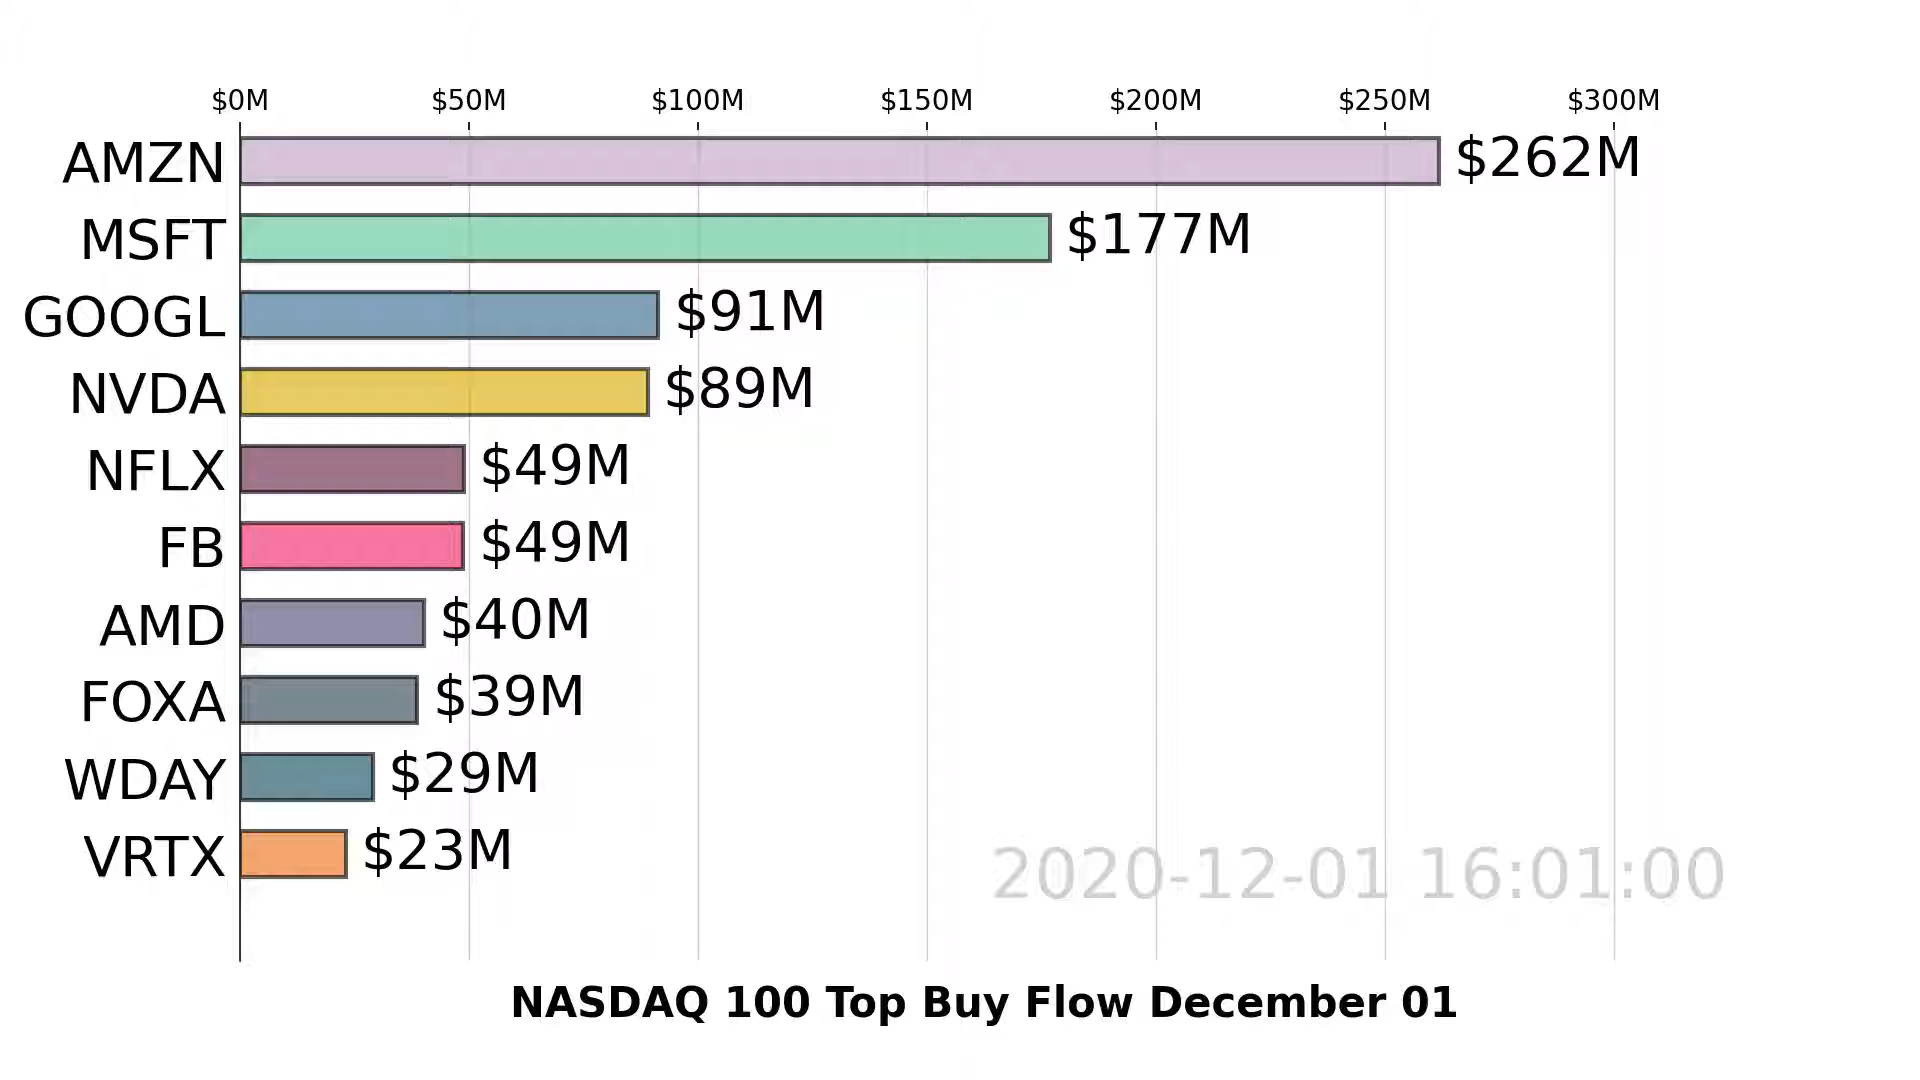 $0M $50M $100M $150M $200M $250M $300M
AMZN $262M
MSFT $177M
GOOGL $91M
NVDA $89M
NFLX $49M
FB $49M
AMD $40M
FOXA $39M
WDAY $29M
VRTX $23M
2020-12-01 16:01:00
NASDAQ 100 Top Buy Flow December 01